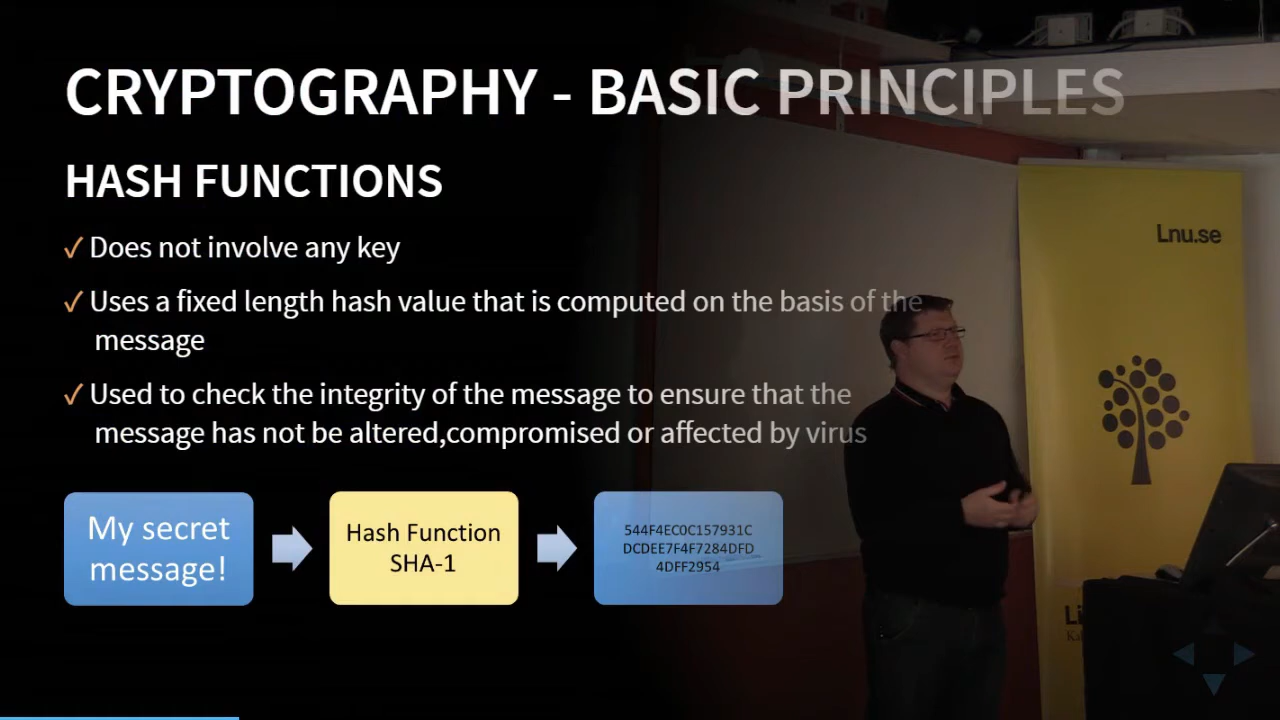 CRYPTOGRAPHY - BASIC PRINCIPLES
HASH FUNCTIONS
✓ Does not involve any key
✓ Uses a fixed length hash value that is computed on the basis of the
message
✓ Used to check the integrity of the message to ensure that the
message has not be altered,compromised or affected by virus
My secret
message!
Hash Function
SHA-1
544F4EC0C157931C
DCDEE7F4F7284DFD
4DFF2954
Lnu.se